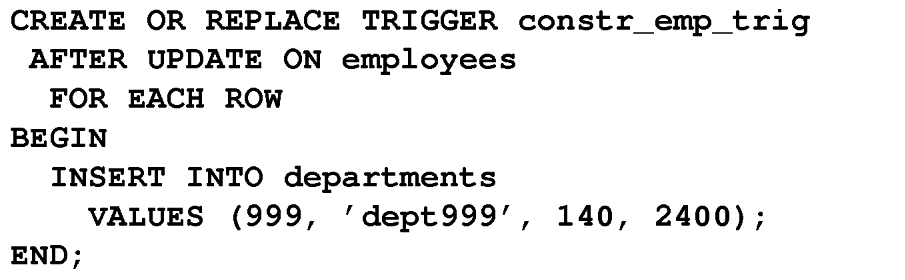 CREATE OR REPLACE TRIGGER constr_emp_trig
AFTER UPDATE ON employees
FOR EACH ROW
BEGIN
INSERT INTO departments
VALUES (999, 'dept999', 140, 2400);
END;